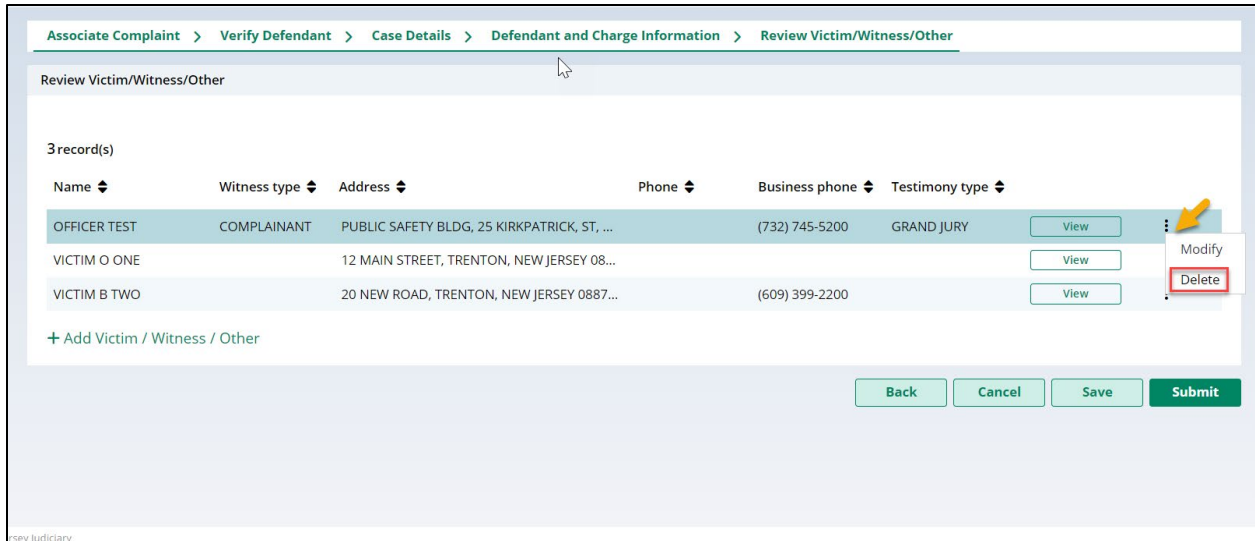 Associate Complaint > Verify Defendant > Case Details > Defendant and Charge Information > Review Victim/Witness/Other
Review Victim/Witness/Other
3 record(s)
Name Witness type Address Phone Business phone Testimony type
OFFICER TEST COMPLAINANT PUBLIC SAFETY BLDG, 25 KIRKPATRICK, ST, ... (732) 745-5200 GRAND JURY View
Modify
VICTIM O ONE 12 MAIN STREET, TRENTON, NEW JERSEY 08... View
Delete
VICTIM B TWO 20 NEW ROAD, TRENTON, NEW JERSEY 0887... (609) 399-2200 View
+ Add Victim / Witness / Other
Back Cancel Save Submit
rsey Judiciary